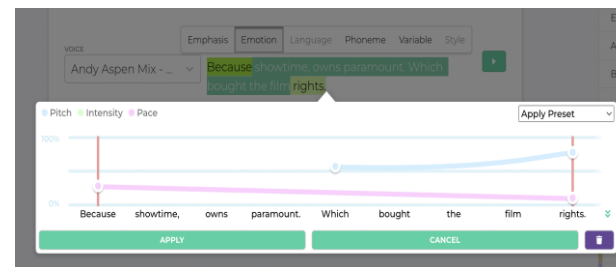 Emphasis Emotion Language Phoneme Variable Style
VOICE
Andy Aspen Mix - ...
Because showtime, owns paramount. Which
bought the film rights.
E
A
B
Pitch Intensity Pace
Apply Preset
100%
0%
Because showtime, owns paramount. Which bought the film rights.
APPLY CANCEL